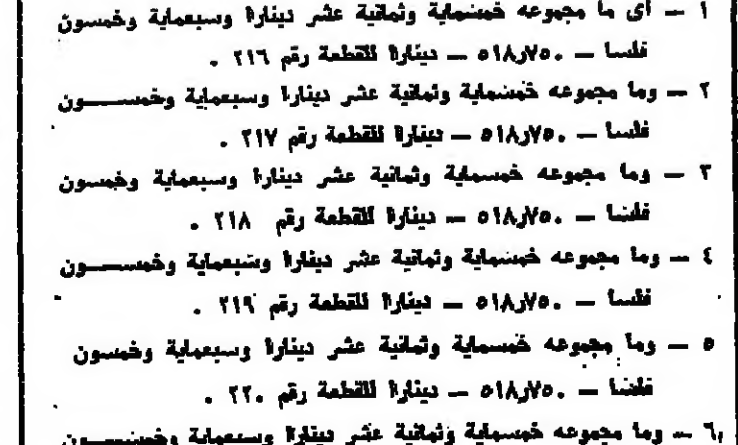 ١ — أى ما مجموعه خمسماية وثمانية عشر دينارا وسبعماية وخمسون
فلسا — ٥١٨٫٧٥٠ — دينارا للقطعة رقم ٢١٦ .
٢ — وما مجموعه خمسماية وثمانية عشر دينارا وسبعماية وخمسون
فلسا — ٥١٨٫٧٥٠ — دينارا للقطعة رقم ٢١٧ .
٣ — وما مجموعه خمسماية وثمانية عشر دينارا وسبعماية وخمسون
فلسا — ٥١٨٫٧٥٠ — دينارا للقطعة رقم ٢١٨ .
٤ — وما مجموعه خمسماية وثمانية عشر دينارا وسبعماية وخمسون
فلسا — ٥١٨٫٧٥٠ — دينارا للقطعة رقم ٢١٩ .
٥ — وما مجموعه خمسماية وثمانية عشر دينارا وسبعماية وخمسون
فلسا — ٥١٨٫٧٥٠ — دينارا للقطعة رقم ٢٢٠ .
٦ — وما مجموعه خمسماية وثمانية عشر دينارا وسبعماية وخمسون